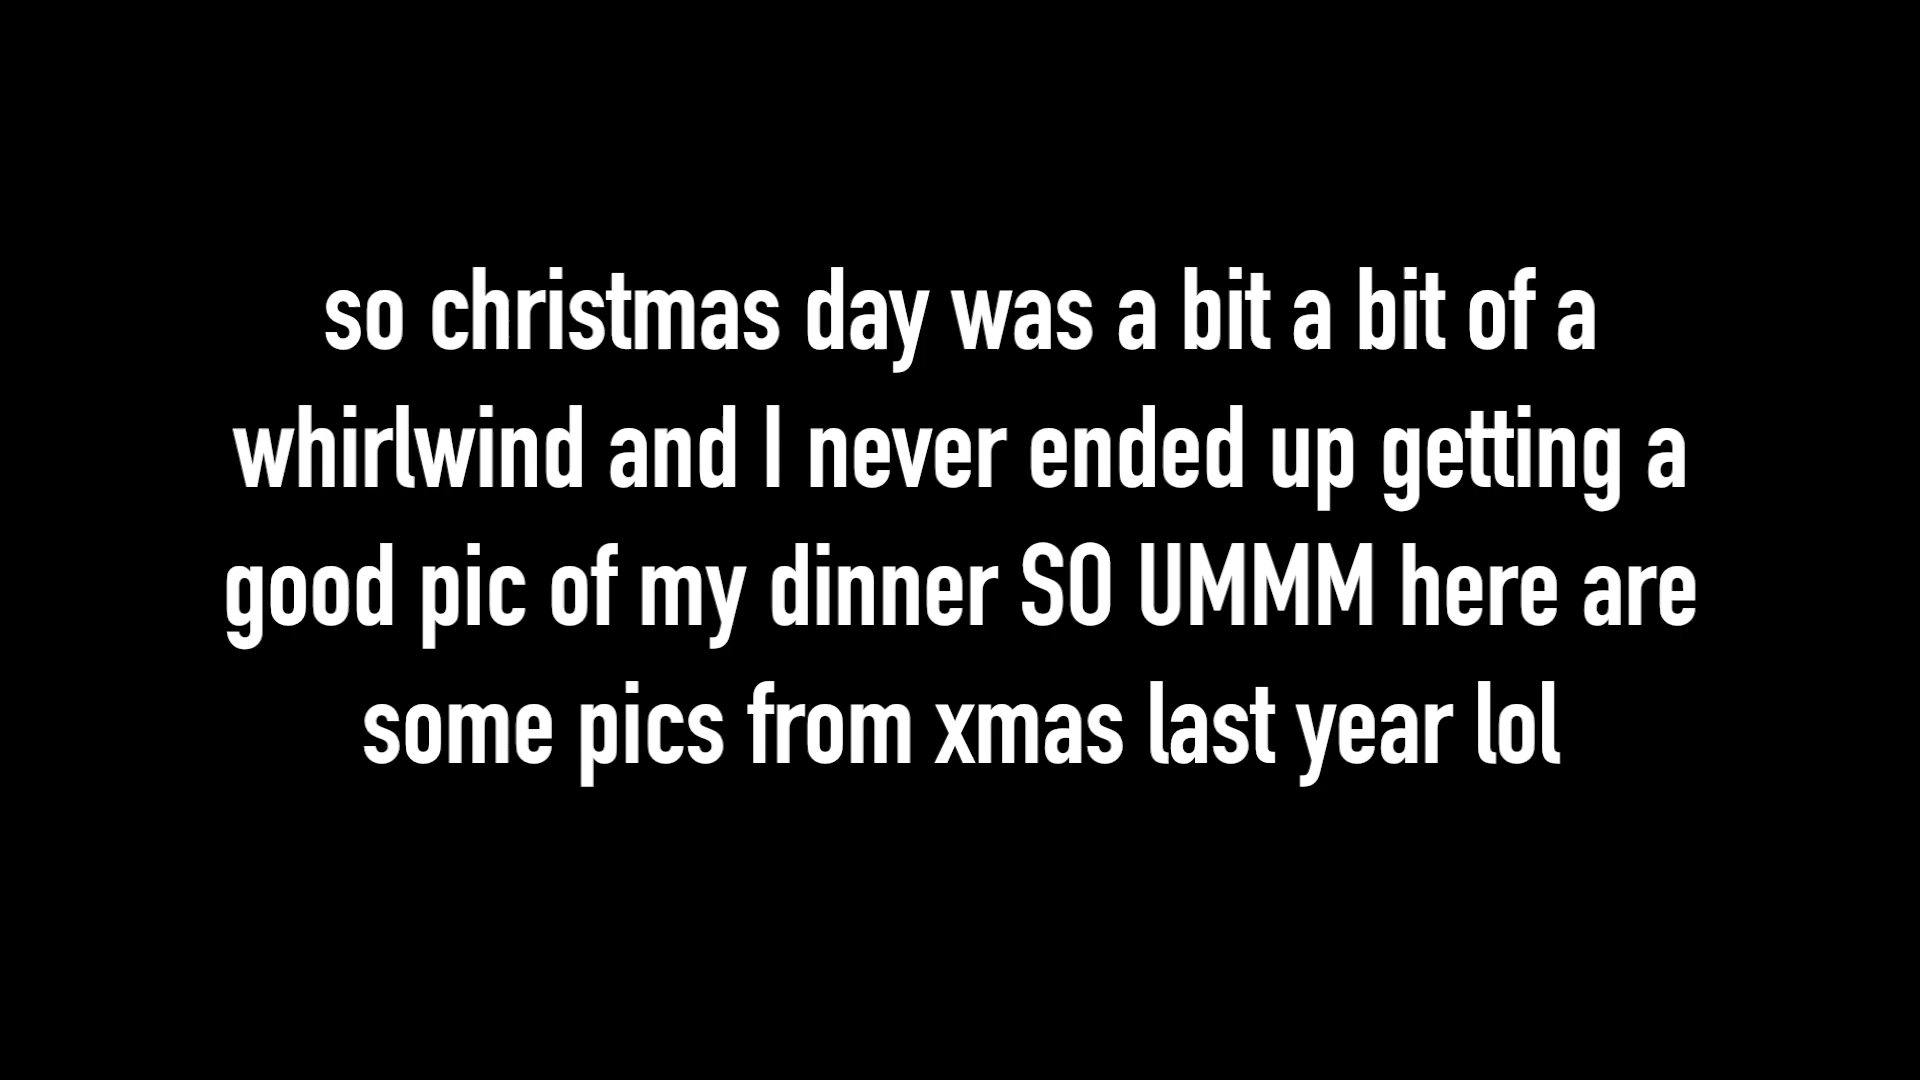 so christmas day was a bit a bit of a
whirlwind and I never ended up getting a
good pic of my dinner SO UMMM here are
some pics from xmas last year lol